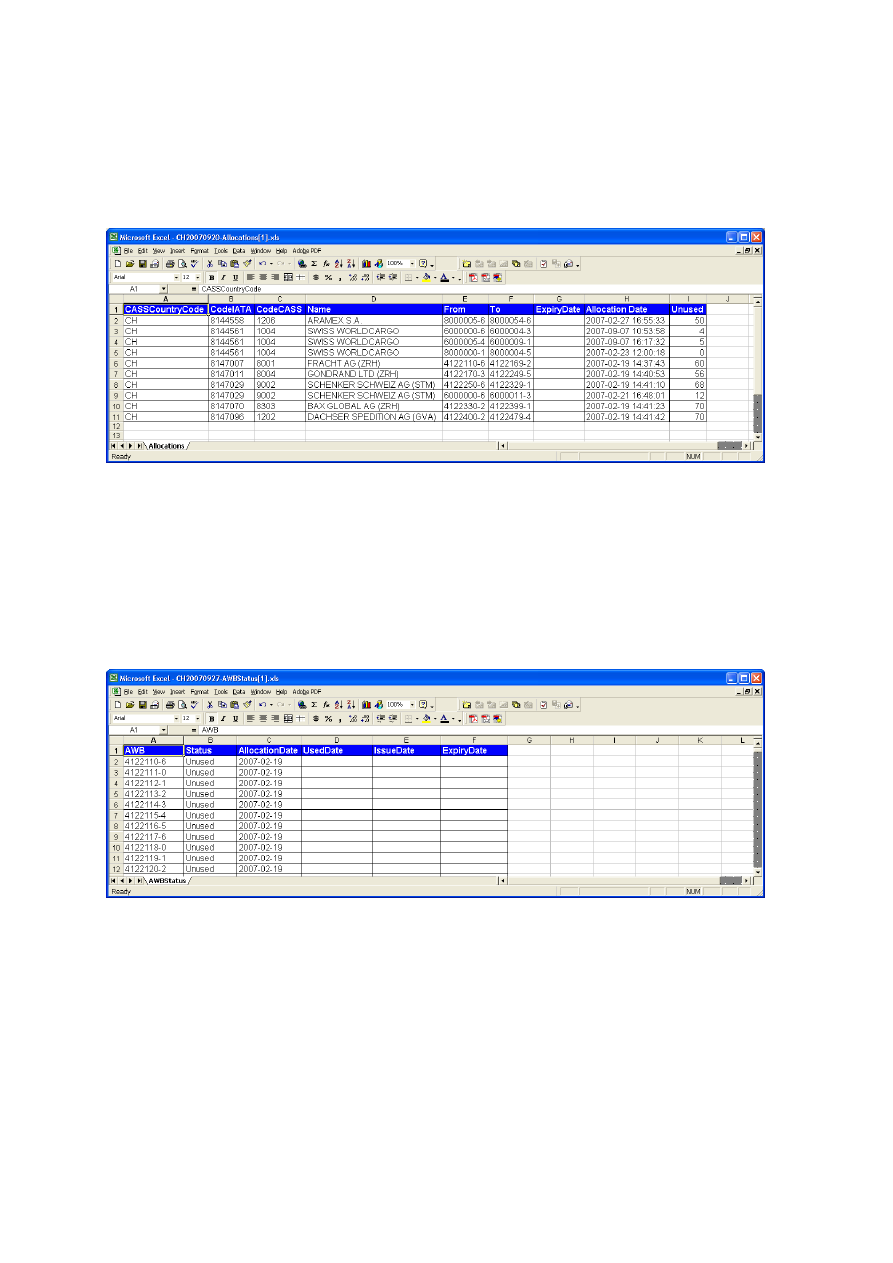 Microsoft Excel - CH20070920-Allocations[1].xls
File Edit View Insert Format Tools Data Window Help Adobe PDF
100%
Arial 12 B I U $ % ,
A1 = CASSCountryCode
A B C D E F G H I J
1 CASSCountryCode CodeIATA CodeCASS Name From To ExpiryDate Allocation Date Unused
2 CH 8144558 1206 ARAMEX S.A. 8000005-6 8000054-6 2007-02-27 16:55:33 50
3 CH 8144561 1004 SWISS WORLDCARGO 6000000-6 6000004-3 2007-09-07 10:53:58 4
4 CH 8144561 1004 SWISS WORLDCARGO 6000005-4 6000009-1 2007-09-07 16:17:32 5
5 CH 8144561 1004 SWISS WORLDCARGO 8000000-1 8000004-5 2007-02-23 12:00:18 0
6 CH 8147007 8001 FRACHT AG (ZRH) 4122110-6 4122169-2 2007-02-19 14:37:43 60
7 CH 8147011 8004 GONDRAND LTD (ZRH) 4122170-3 4122249-5 2007-02-19 14:40:53 56
8 CH 8147029 9002 SCHENKER SCHWEIZ AG (STM) 4122250-6 4122329-1 2007-02-19 14:41:10 68
9 CH 8147029 9002 SCHENKER SCHWEIZ AG (STM) 6000000-6 6000011-3 2007-02-21 16:48:01 12
10 CH 8147070 8303 BAX GLOBAL AG (ZRH) 4122330-2 4122399-1 2007-02-19 14:41:23 70
11 CH 8147096 1202 DACHSER SPEDITION AG (GVA) 4122400-2 4122479-4 2007-02-19 14:41:42 70
12
13
Allocations
Ready NUM
Microsoft Excel - CH20070927-AWBStatus[1].xls
File Edit View Insert Format Tools Data Window Help Adobe PDF
100%
Arial 12 B I U $ % ,
A1 = AWB
A B C D E F G H I J K L
1 AWB Status AllocationDate UsedDate IssueDate ExpiryDate
2 4122110-6 Unused 2007-02-19
3 4122111-0 Unused 2007-02-19
4 4122112-1 Unused 2007-02-19
5 4122113-2 Unused 2007-02-19
6 4122114-3 Unused 2007-02-19
7 4122115-4 Unused 2007-02-19
8 4122116-5 Unused 2007-02-19
9 4122117-6 Unused 2007-02-19
10 4122118-0 Unused 2007-02-19
11 4122119-1 Unused 2007-02-19
12 4122120-2 Unused 2007-02-19
AWBStatus
Ready NUM